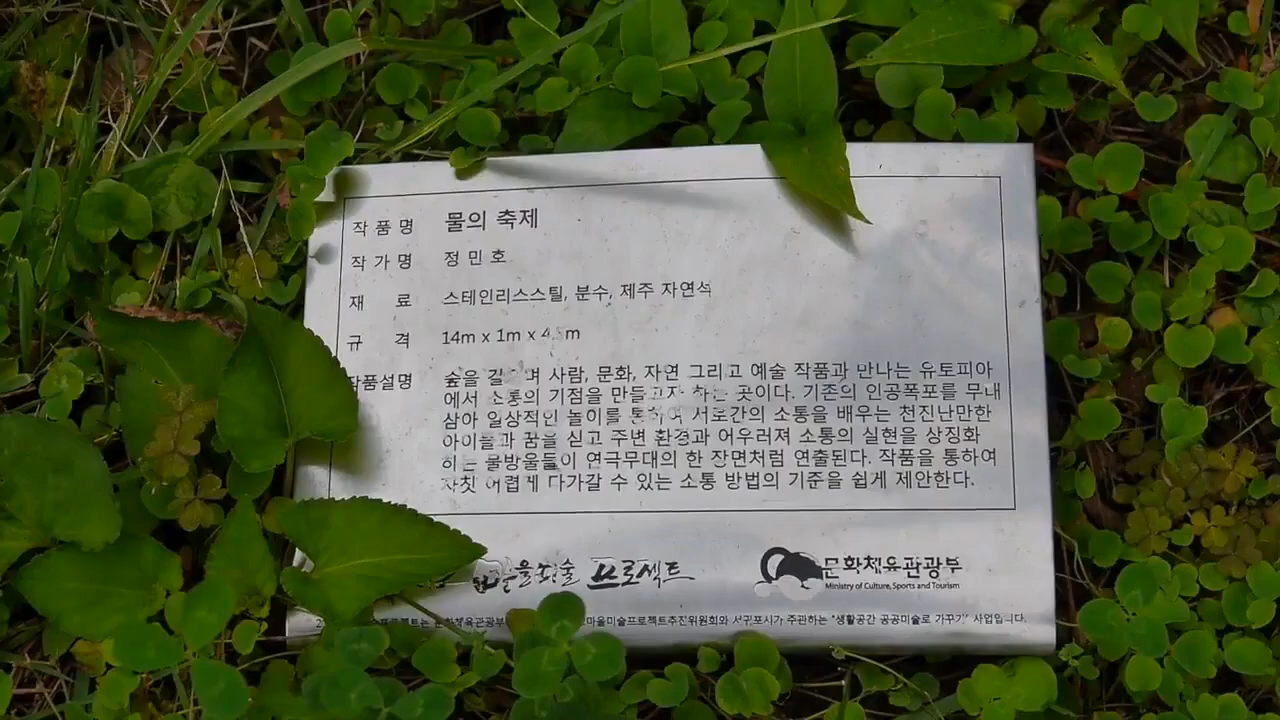 작품명 물의 축제
작가명 정민호
재 료 스테인리스스틸, 분수, 제주 자연석
규 격 14m x 1m x
작품설명 숲을 사람, 문화, 자연 그리고 예술 작품과 만나는 유토피아
에서 소통의 기점을 만들고자 하는 곳이다. 기존의 인공폭포를 무대
삼아 일상적인 놀이를 통하여 서로간의 소통을 배우는 천진난만한
아이들과 꿈을 싣고 주변 환경과 어우러져 소통의 실현을 상징화
하는 물방울들이 연극무대의 한 장면처럼 연출된다. 작품을 통하여
자칫 어렵게 다가갈 수 있는 소통 방법의 기준을 쉽게 제안한다.
마을미술 프로젝트
문화체육관광부
Ministry of Culture, Sports and Tourism
문화체육관광부 마을미술프로젝트추진위원회와 서귀포시가 주관하는 "생활공간 공공미술로 가꾸기" 사업입니다.